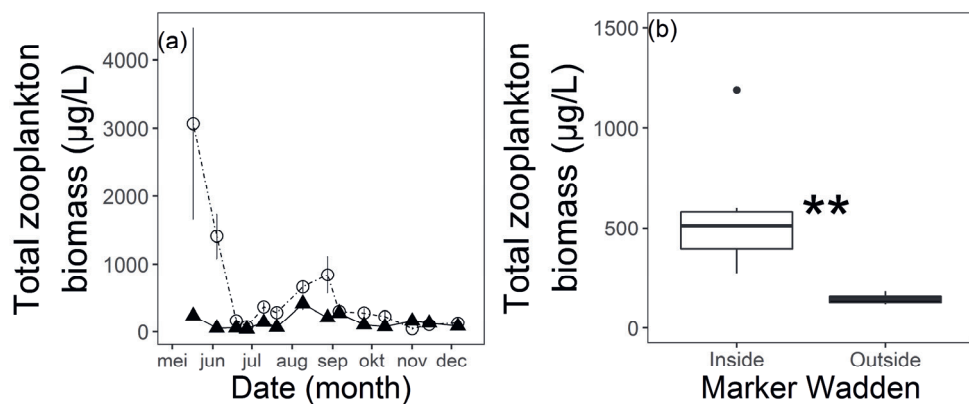 (a)
Total zooplankton
biomass (µg/L)
4000
3000
2000
1000
0
mei jun jul aug sep okt nov dec
Date (month)
(b)
Total zooplankton
biomass (µg/L)
1500
1000
500
0
**
Inside Outside
Marker Wadden